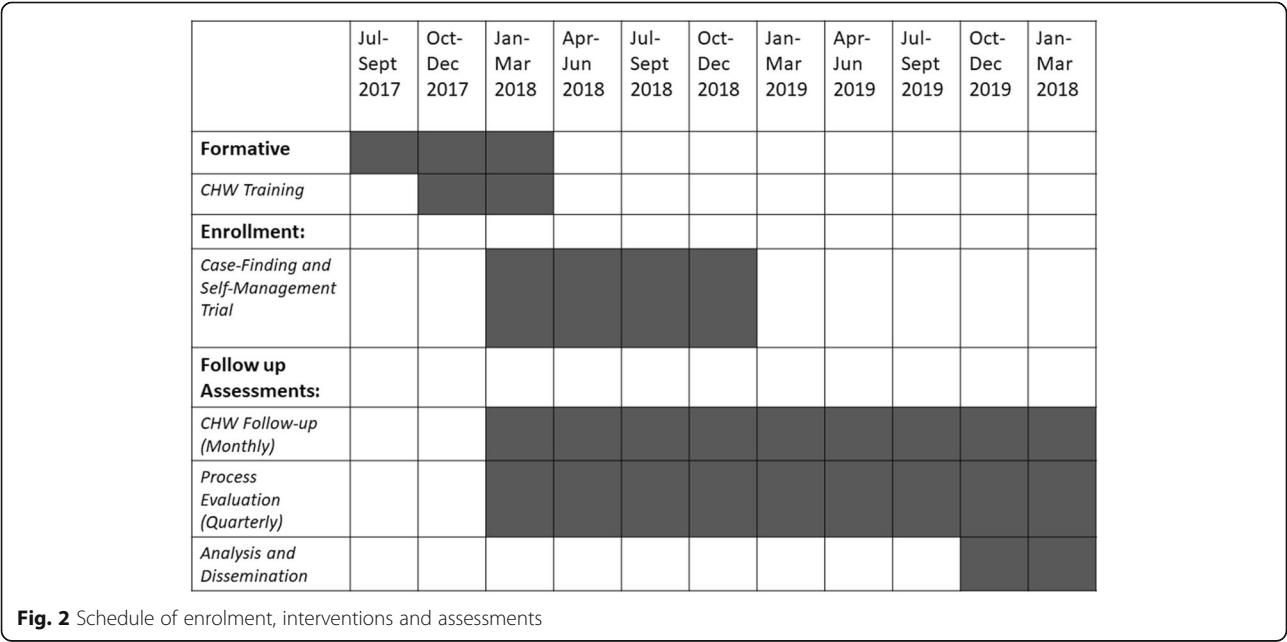 Jul-
Sept
2017
Oct-
Dec
2017
Jan-
Mar
2018
Apr-
Jun
2018
Jul-
Sept
2018
Oct-
Dec
2018
Jan-
Mar
2019
Apr-
Jun
2019
Jul-
Sept
2019
Oct-
Dec
2019
Jan-
Mar
2018
Formative
CHW Training
Enrollment:
Case-Finding and
Self-Management
Trial
Follow up
Assessments:
CHW Follow-up
(Monthly)
Process
Evaluation
(Quarterly)
Analysis and
Dissemination
Fig. 2 Schedule of enrolment, interventions and assessments